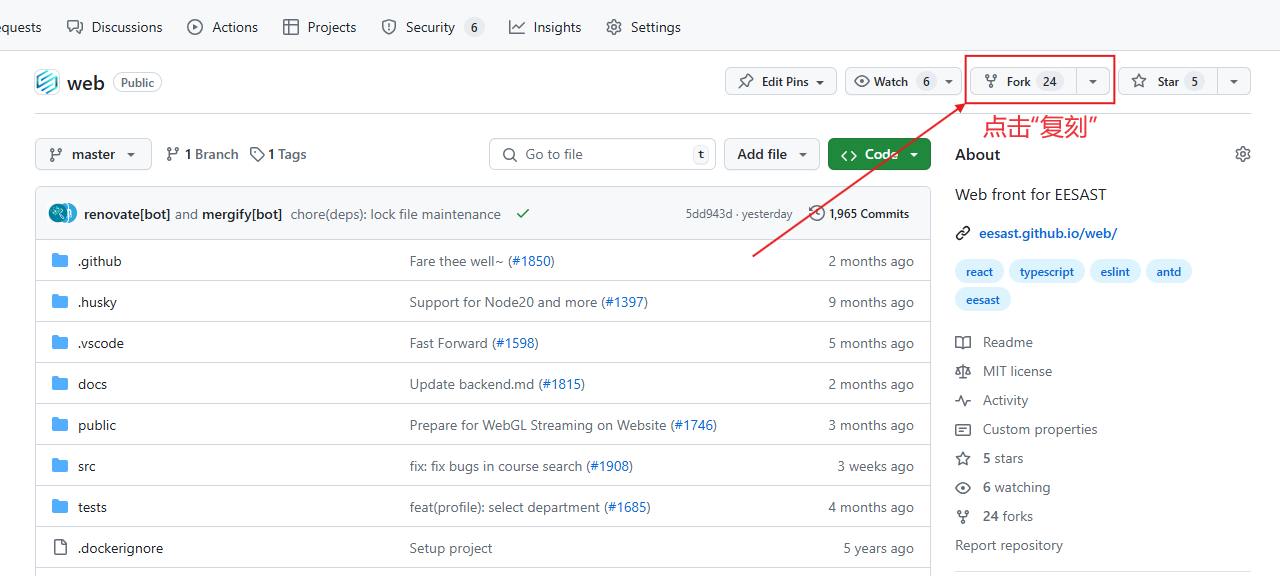 equests Discussions Actions Projects Security 6 Insights Settings
web Public Edit Pins Watch 6 Fork 24 Star 5
点击“复刻”
master 1 Branch 1 Tags Go to file t Add file Code About
Web front for EESAST
renovate[bot] and mergify[bot] chore(deps): lock file maintenance 5dd943d · yesterday 1,965 Commits
eesast.github.io/web/
.github Fare thee well~ (#1850) 2 months ago
react typescript eslint antd
eesast
.husky Support for Node20 and more (#1397) 9 months ago
.vscode Fast Forward (#1598) 5 months ago
Readme
MIT license
docs Update backend.md (#1815) 2 months ago
Activity
public Prepare for WebGL Streaming on Website (#1746) 3 months ago
Custom properties
src fix: fix bugs in course search (#1908) 3 weeks ago
5 stars
6 watching
tests feat(profile): select department (#1685) 4 months ago
24 forks
.dockerignore Setup project 5 years ago
Report repository